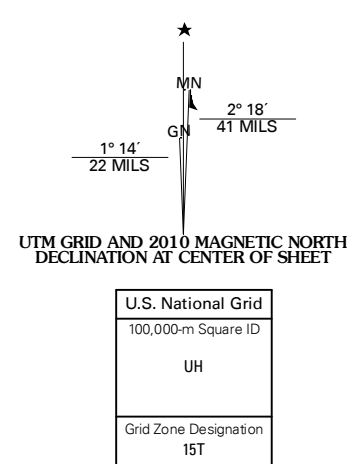 MN
GN
2° 18´
41 MILS
1° 14´
22 MILS
UTM GRID AND 2010 MAGNETIC NORTH
DECLINATION AT CENTER OF SHEET
U.S. National Grid
100,000-m Square ID
UH
Grid Zone Designation
15T